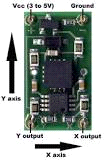 Vcc (3 to 5V) Ground
Y axis
Y output X output
X axis